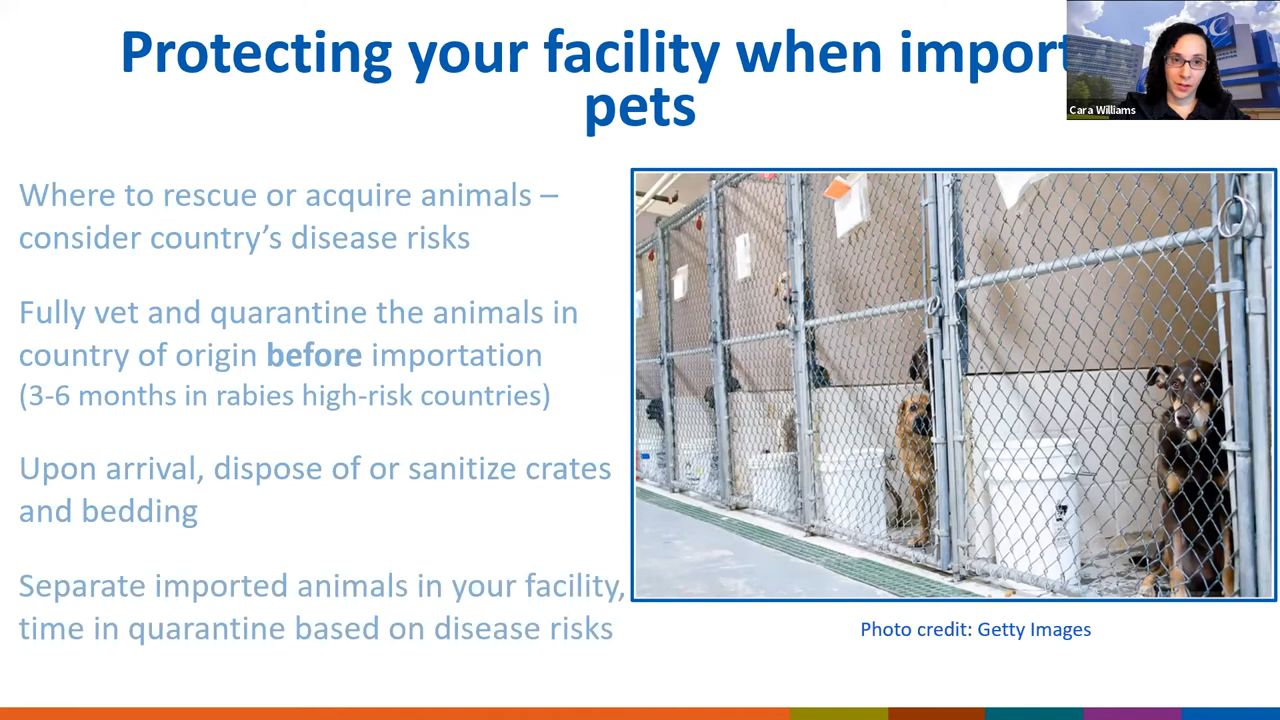 Protecting your facility when import
pets
Cara Williams
Where to rescue or acquire animals –
consider country's disease risks
Fully vet and quarantine the animals in
country of origin before importation
(3-6 months in rabies high-risk countries)
Upon arrival, dispose of or sanitize crates
and bedding
Separate imported animals in your facility,
time in quarantine based on disease risks
Photo credit: Getty Images